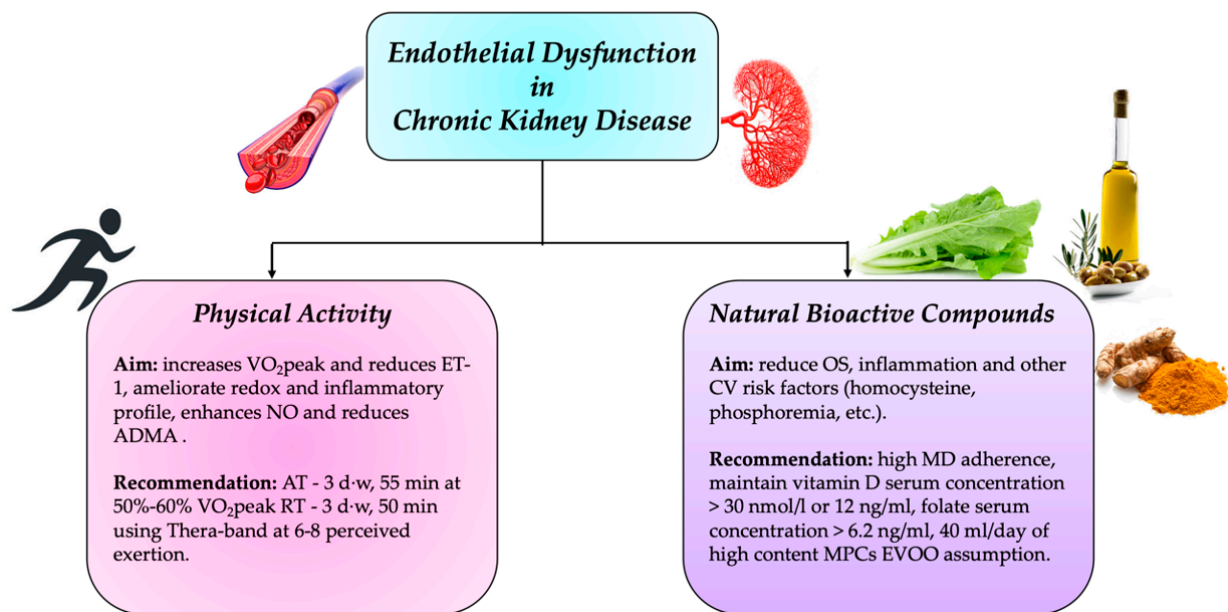 Endothelial Dysfunction
in
Chronic Kidney Disease
Physical Activity
Aim: increases VO₂peak and reduces ET-
1, ameliorate redox and inflammatory
profile, enhances NO and reduces
ADMA .
Recommendation: AT - 3 d·w, 55 min at
50%-60% VO₂peak RT - 3 d·w, 50 min
using Thera-band at 6-8 perceived
exertion.
Natural Bioactive Compounds
Aim: reduce OS, inflammation and other
CV risk factors (homocysteine,
phosphoremia, etc.).
Recommendation: high MD adherence,
maintain vitamin D serum concentration
> 30 nmol/l or 12 ng/ml, folate serum
concentration > 6.2 ng/ml, 40 ml/day of
high content MPCs EVOO assumption.